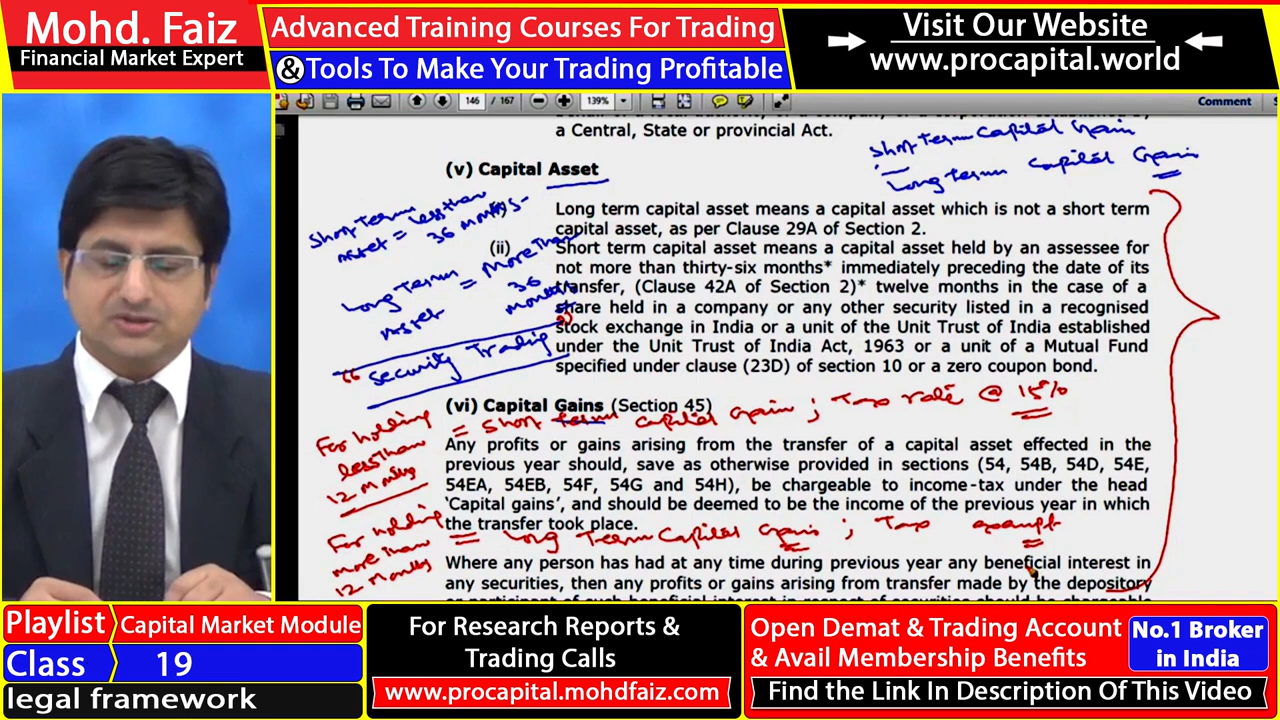 Mohd. Faiz
Financial Market Expert
Advanced Training Courses For Trading
& Tools To Make Your Trading Profitable
Visit Our Website
www.procapital.world
146 / 167
139%
Comment
a Central, State or provincial Act.
Short Term Capital Gain
Long Term Capital Gain
(v) Capital Asset
Short Term
Asset = less than
36 months
Long Term = More Than
Asset 36
months
"Security Trading"
Long term capital asset means a capital asset which is not a short term
capital asset, as per Clause 29A of Section 2.
(ii) Short term capital asset means a capital asset held by an assessee for
not more than thirty-six months* immediately preceding the date of its
transfer, (Clause 42A of Section 2)* twelve months in the case of a
share held in a company or any other security listed in a recognised
stock exchange in India or a unit of the Unit Trust of India established
under the Unit Trust of India Act, 1963 or a unit of a Mutual Fund
specified under clause (23D) of section 10 or a zero coupon bond.
(vi) Capital Gains (Section 45)
For holding
less than
12 months
= Short term Capital Gain ; Tax rate @ 15%
Any profits or gains arising from the transfer of a capital asset effected in the
previous year should, save as otherwise provided in sections (54, 54B, 54D, 54E,
54EA, 54EB, 54F, 54G and 54H), be chargeable to income-tax under the head
'Capital gains', and should be deemed to be the income of the previous year in which
the transfer took place.
For holding
more than
12 months
= Long Term Capital Gain ; Tax exempt
Where any person has had at any time during previous year any beneficial interest in
any securities, then any profits or gains arising from transfer made by the depository
Playlist
Capital Market Module
Class
19
legal framework
For Research Reports &
Trading Calls
www.procapital.mohdfaiz.com
Open Demat & Trading Account
& Avail Membership Benefits
No.1 Broker
in India
Find the Link In Description Of This Video